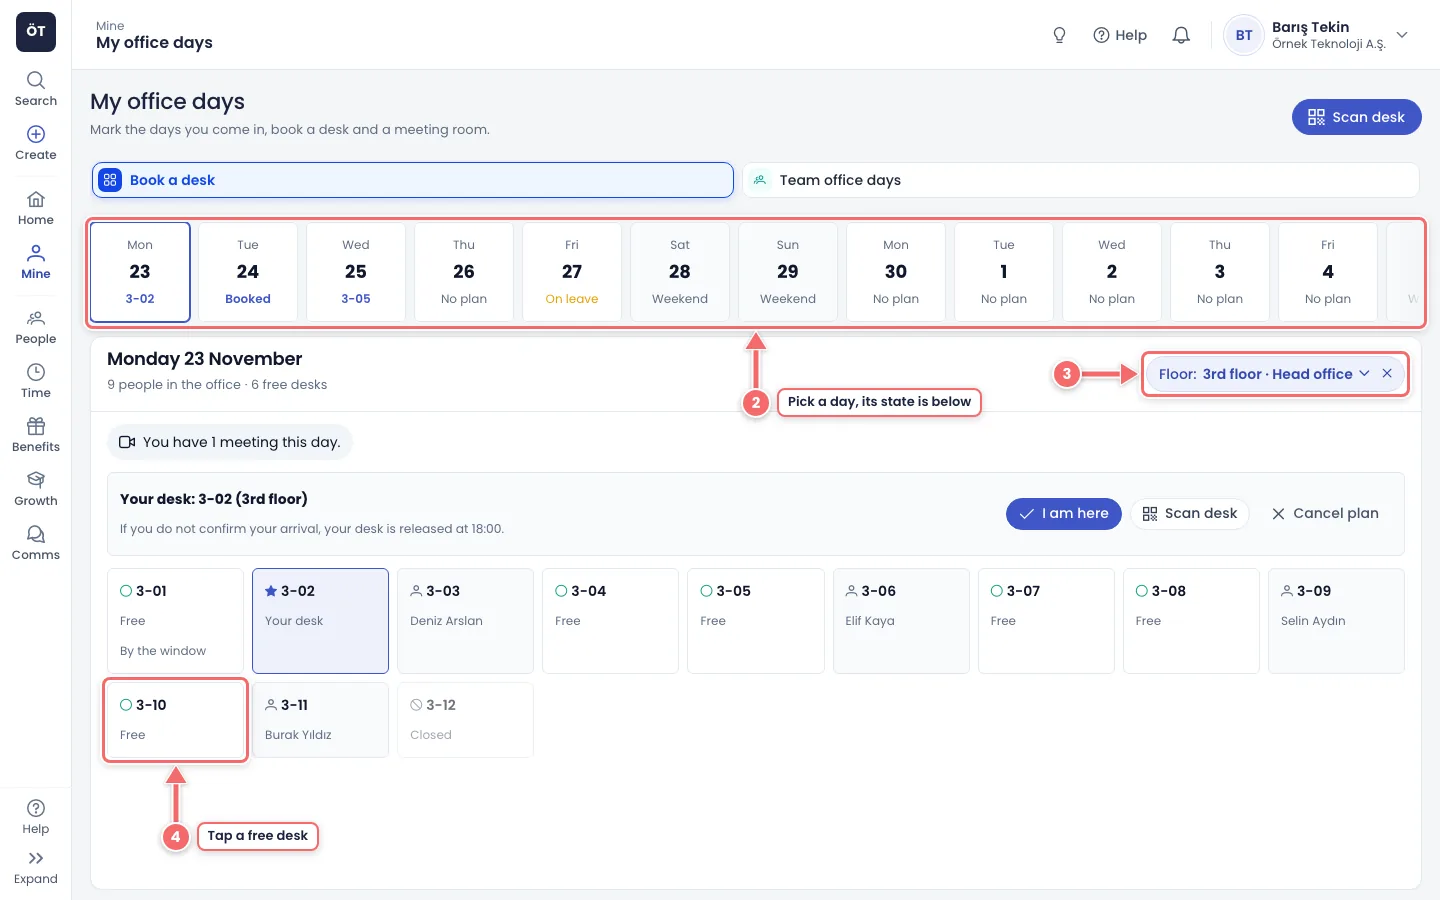 ÖT
Search
Create
Home
Mine
People
Time
Benefits
Growth
Comms
Help
Expand
Mine
My office days
Help
BT
Barış Tekin
Örnek Teknoloji A.Ş.
My office days
Mark the days you come in, book a desk and a meeting room.
Scan desk
Book a desk
Team office days
Mon
23
3-02
Tue
24
Booked
Wed
25
3-05
Thu
26
No plan
Fri
27
On leave
Sat
28
Weekend
Sun
29
Weekend
Mon
30
No plan
Tue
1
No plan
Wed
2
No plan
Thu
3
No plan
Fri
4
No plan
Monday 23 November
9 people in the office · 6 free desks
2
Pick a day, its state is below
3
Floor: 3rd floor · Head office
You have 1 meeting this day.
Your desk: 3-02 (3rd floor)
If you do not confirm your arrival, your desk is released at 18:00.
I am here
Scan desk
Cancel plan
3-01
Free
By the window
3-02
Your desk
3-03
Deniz Arslan
3-04
Free
3-05
Free
3-06
Elif Kaya
3-07
Free
3-08
Free
3-09
Selin Aydın
3-10
Free
3-11
Burak Yıldız
3-12
Closed
4
Tap a free desk